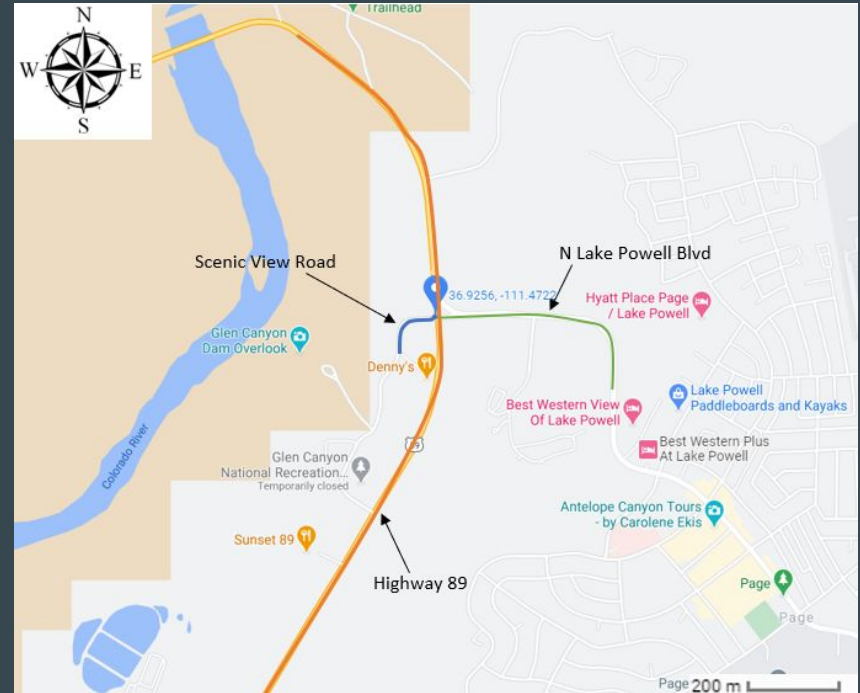 N
W
E
S
Trailhead
Scenic View Road
N Lake Powell Blvd
36.9256, -111.4722
Hyatt Place Page
/ Lake Powell
Glen Canyon
Dam Overlook
Denny's
Lake Powell
Paddleboards and Kayaks
Best Western View
Of Lake Powell
Best Western Plus
At Lake Powell
Colorado River
89
Glen Canyon
National Recreation...
Temporarily closed
Antelope Canyon Tours
- by Carolene Ekis
Sunset 89
Highway 89
Page
Page
Page
200 m